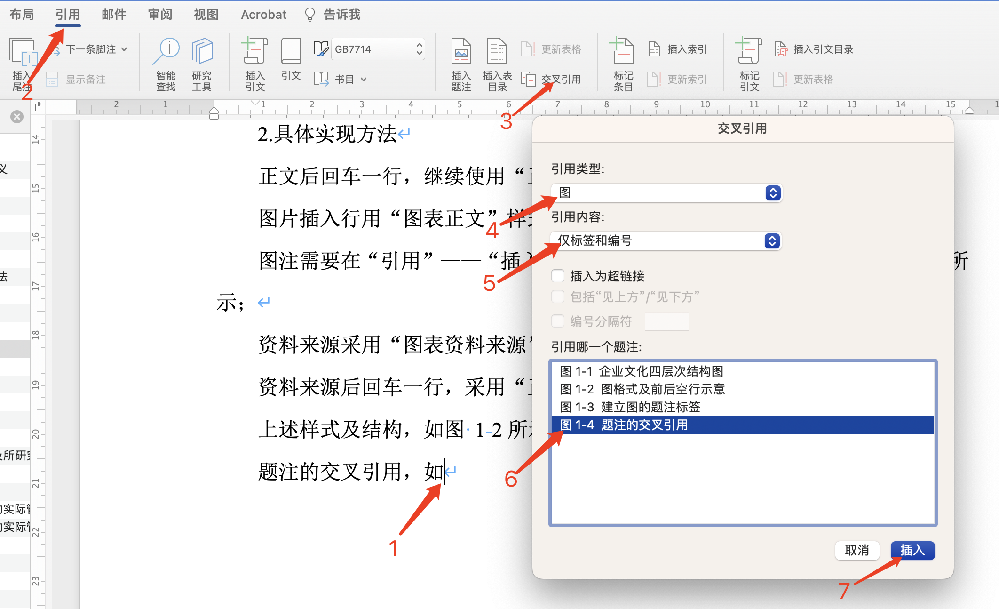 布局 引用 邮件 审阅 视图 Acrobat 告诉我
下一条脚注 GB7714 更新表格 插入索引 插入引文目录
插入尾注 显示备注 智能查找 研究工具 插入引文 引文 书目 插入题注 插入表目录 交叉引用 标记条目 更新索引 标记引文 更新表格
2
3
2 1 1 2 3 4 5 6 7 8 9 10 11 12 13 14 15
14
15
16
17
18
19
20
21
22
23
义
法
所研
实际
实际
2.具体实现方法
正文后回车一行，继续使用“
图片插入行用“图表正文”样
图注需要在“引用”——“插 所
示；
资料来源采用“图表资料来源”
资料来源后回车一行，采用“
上述样式及结构，如图 1-2 所
题注的交叉引用，如
1
交叉引用
引用类型:
图
4
引用内容:
仅标签和编号
5
插入为超链接
包括“见上方”/“见下方”
编号分隔符
引用哪一个题注:
图 1-1 企业文化四层次结构图
图 1-2 图格式及前后空行示意
图 1-3 建立图的题注标签
图 1-4 题注的交叉引用
6
取消 插入
7